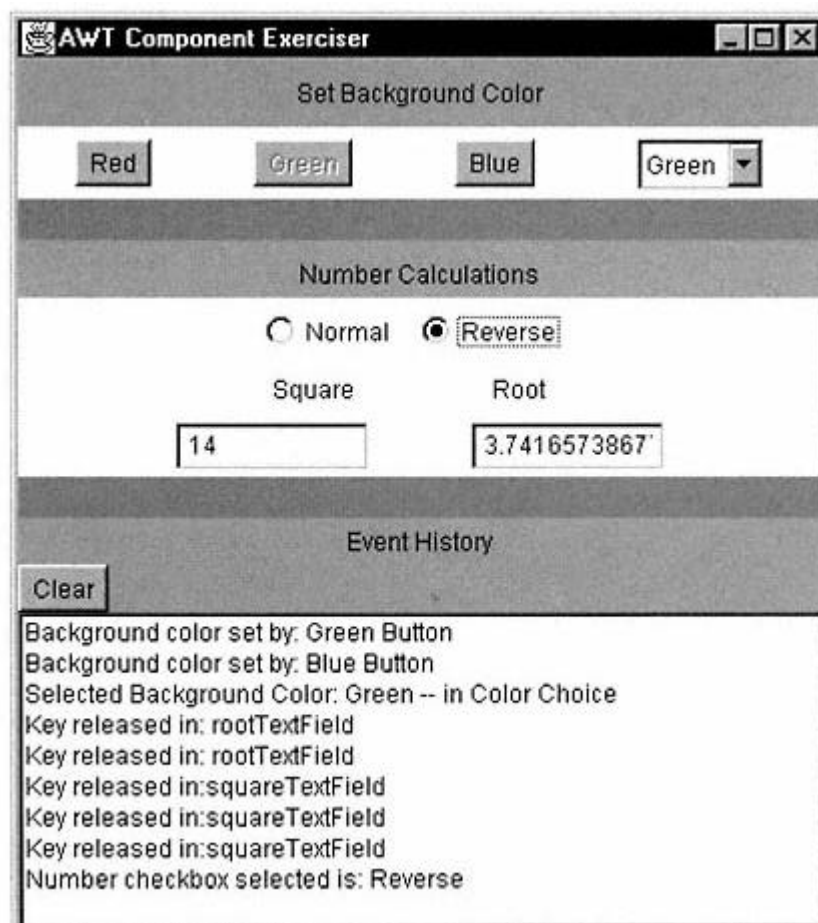 AWT Component Exerciser
Set Background Color
Red Green Blue Green
Number Calculations
Normal Reverse
Square Root
14 3.7416573867
Event History
Clear
Background color set by: Green Button
Background color set by: Blue Button
Selected Background Color: Green -- in Color Choice
Key released in: rootTextField
Key released in: rootTextField
Key released in:squareTextField
Key released in:squareTextField
Key released in:squareTextField
Number checkbox selected is: Reverse